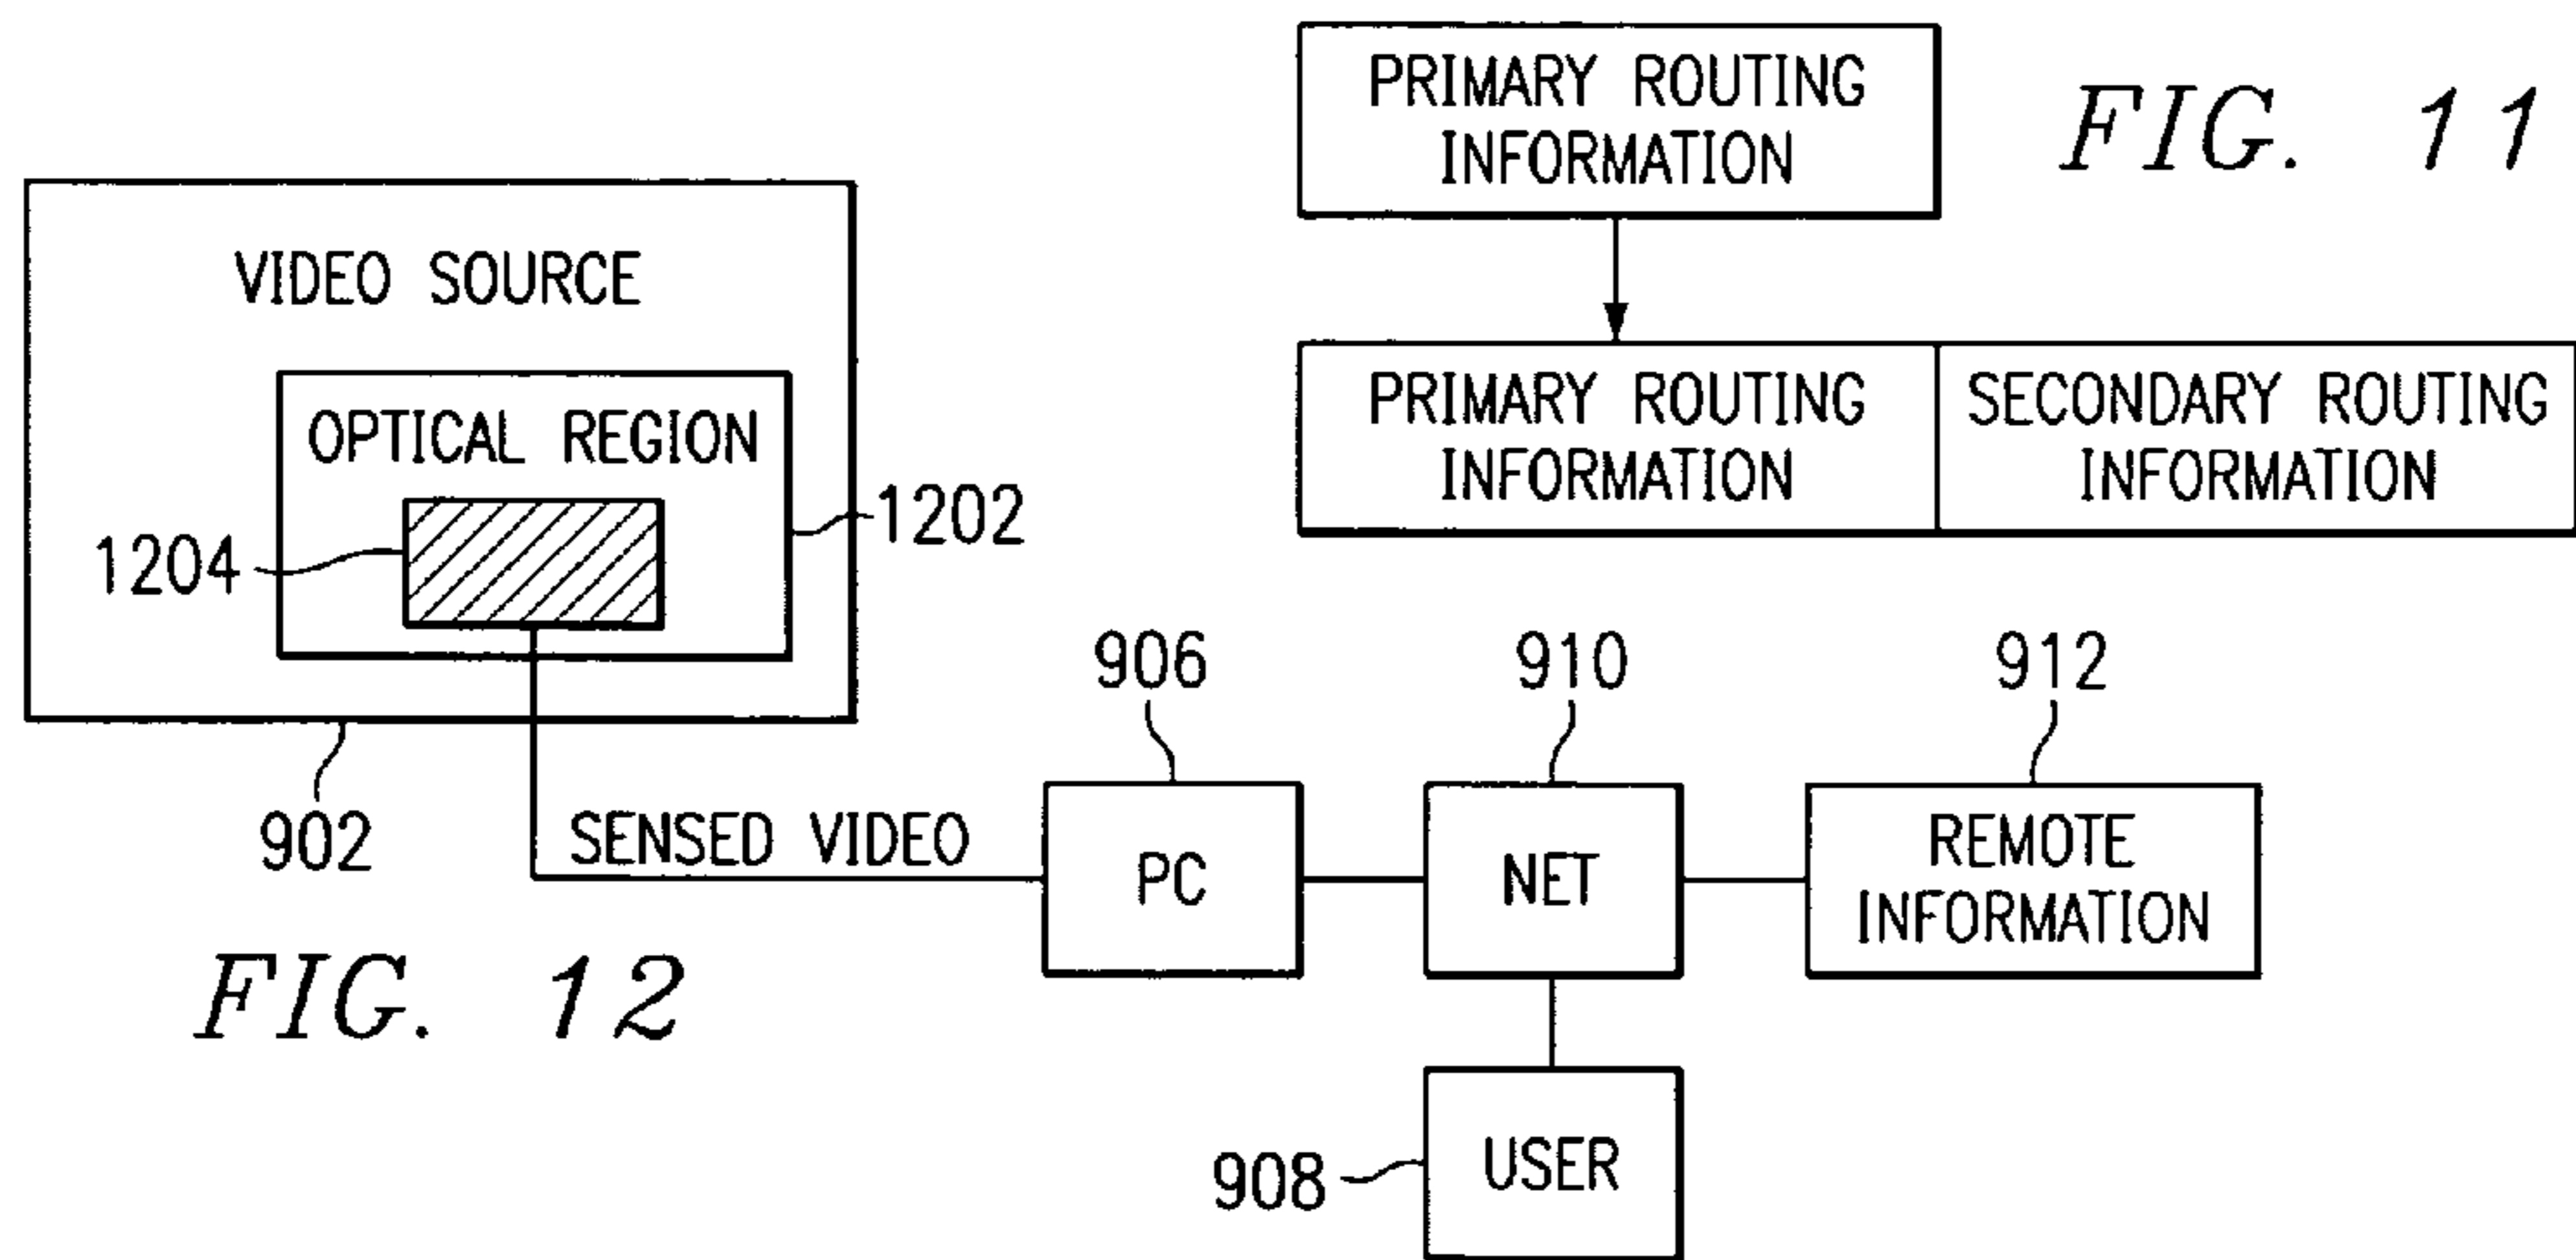 PRIMARY ROUTING
INFORMATION
FIG. 11
PRIMARY ROUTING
INFORMATION
SECONDARY ROUTING
INFORMATION
VIDEO SOURCE
OPTICAL REGION
1202
1204
902
SENSED VIDEO
906
PC
910
NET
912
REMOTE
INFORMATION
908
USER
FIG. 12